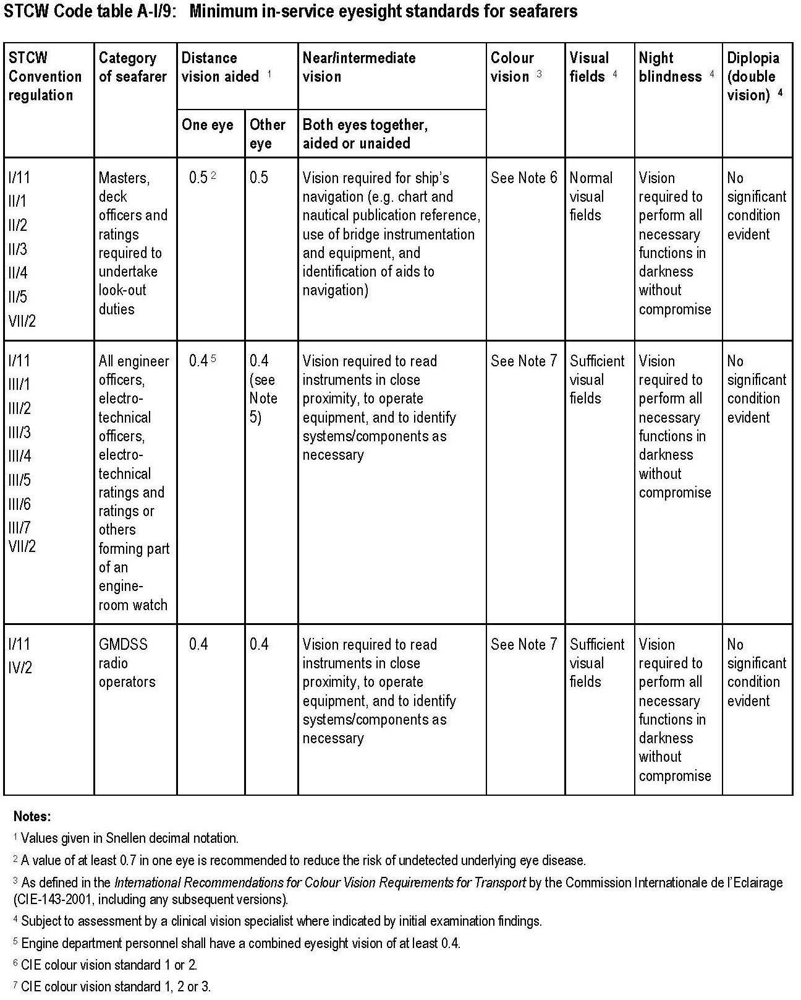 STCW Code table A-I/9: Minimum in-service eyesight standards for seafarers
STCW
Convention
regulation
Category
of seafarer
Distance
vision aided 1
Near/intermediate
vision
Colour
vision 3
Visual
fields 4
Night
blindness 4
Diplopia
(double
vision) 4
One eye
Other
eye
Both eyes together,
aided or unaided
I/11
II/1
II/2
II/3
II/4
II/5
VII/2
Masters,
deck
officers and
ratings
required to
undertake
look-out
duties
0.5 2
0.5
Vision required for ship's
navigation (e.g. chart and
nautical publication reference,
use of bridge instrumentation
and equipment, and
identification of aids to
navigation)
See Note 6
Normal
visual
fields
Vision
required to
perform all
necessary
functions in
darkness
without
compromise
No
significant
condition
evident
I/11
III/1
III/2
III/3
III/4
III/5
III/6
III/7
VII/2
All engineer
officers,
electro-
technical
officers,
electro-
technical
ratings and
ratings or
others
forming part
of an
engine-
room watch
0.4 5
0.4
(see
Note
5)
Vision required to read
instruments in close
proximity, to operate
equipment, and to identify
systems/components as
necessary
See Note 7
Sufficient
visual
fields
Vision
required to
perform all
necessary
functions in
darkness
without
compromise
No
significant
condition
evident
I/11
IV/2
GMDSS
radio
operators
0.4
0.4
Vision required to read
instruments in close
proximity, to operate
equipment, and to identify
systems/components as
necessary
See Note 7
Sufficient
visual
fields
Vision
required to
perform all
necessary
functions in
darkness
without
compromise
No
significant
condition
evident
Notes:
1 Values given in Snellen decimal notation.
2 A value of at least 0.7 in one eye is recommended to reduce the risk of undetected underlying eye disease.
3 As defined in the International Recommendations for Colour Vision Requirements for Transport by the Commission Internationale de l'Eclairage
(CIE-143-2001, including any subsequent versions).
4 Subject to assessment by a clinical vision specialist where indicated by initial examination findings.
5 Engine department personnel shall have a combined eyesight vision of at least 0.4.
6 CIE colour vision standard 1 or 2.
7 CIE colour vision standard 1, 2 or 3.